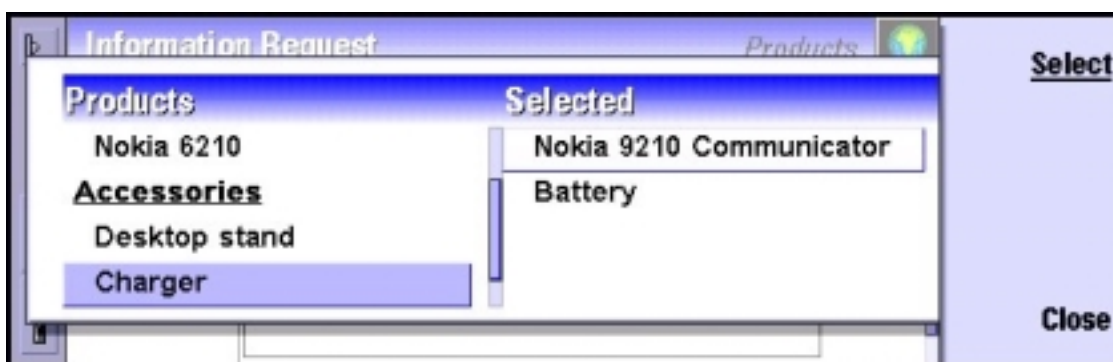 Information Request
Products
Select
Products
Selected
Nokia 6210
Nokia 9210 Communicator
Accessories
Battery
Desktop stand
Charger
Close